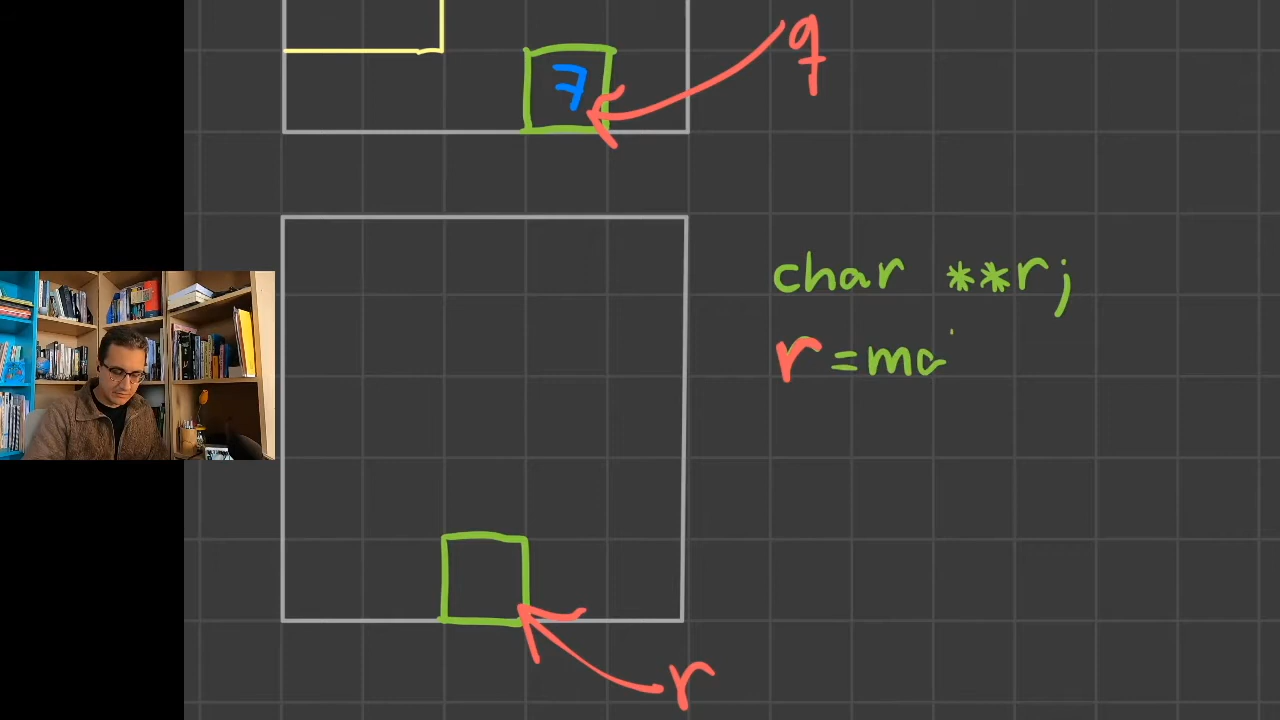 q
7
char **r;
r = ma
r